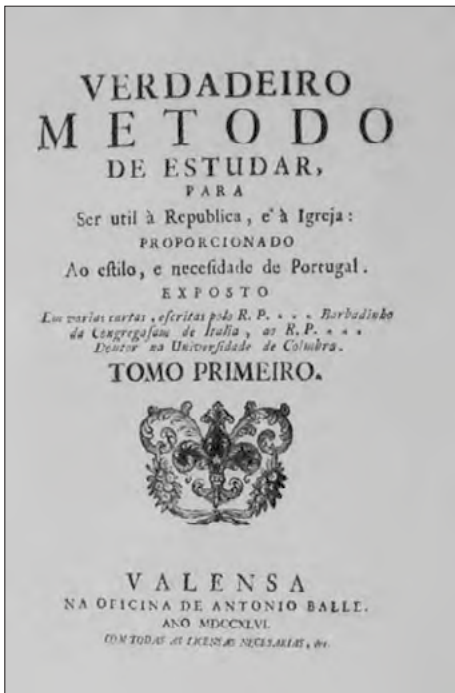 VERDADEIRO
METODO
DE ESTUDAR,
PARA
Ser util à Republica, e à Igreja:
PROPORCIONADO
Ao estilo, e necesidade de Portugal.
EXPOSTO
Em varias cartas, escritas polo R. P. . . . Barbadinho
da Congregasam de Italia, ao R. P. . . .
Doutor na Universidade de Coimbra.
TOMO PRIMEIRO.
VALENSA
NA OFICINA DE ANTONIO BALLE.
ANO MDCCXLVI.
COM TODAS AS LICENSAS NECESARIAS, &c.